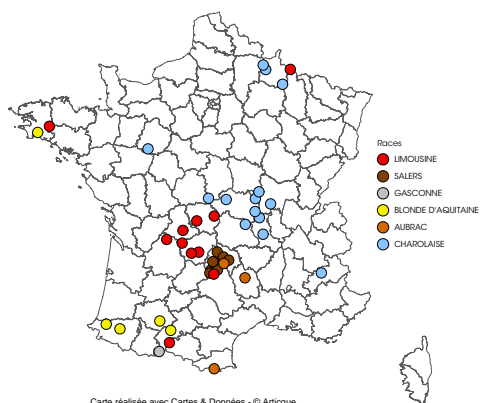 Races
LIMOUSINE
SALERS
GASCONNE
BLONDE D'AQUITAINE
AUBRAC
CHAROLAISE
Carte réalisée avec Cartes & Données - © Articque